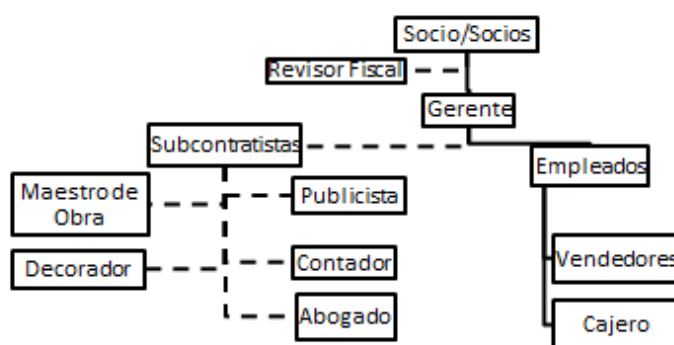 Socio/Socios
Revisor Fiscal
Gerente
Subcontratistas
Empleados
Maestro de
Obra
Publicista
Decorador
Contador
Vendedores
Abogado
Cajero